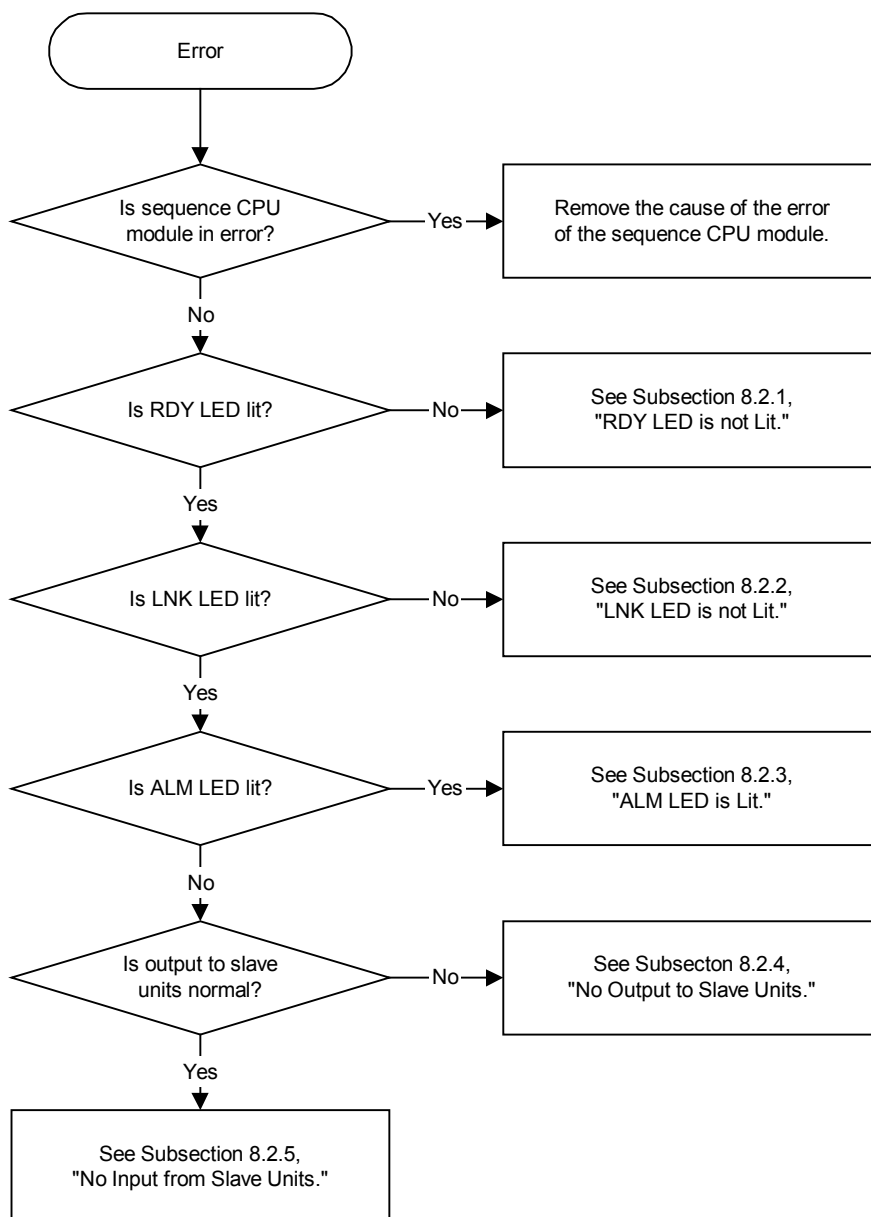 Error
Is sequence CPU
module in error?
Yes
Remove the cause of the error
of the sequence CPU module.
No
Is RDY LED lit?
No
See Subsection 8.2.1,
"RDY LED is not Lit."
Yes
Is LNK LED lit?
No
See Subsection 8.2.2,
"LNK LED is not Lit."
Yes
Is ALM LED lit?
Yes
See Subsection 8.2.3,
"ALM LED is Lit."
No
Is output to slave
units normal?
No
See Subsecton 8.2.4,
"No Output to Slave Units."
Yes
See Subsection 8.2.5,
"No Input from Slave Units."